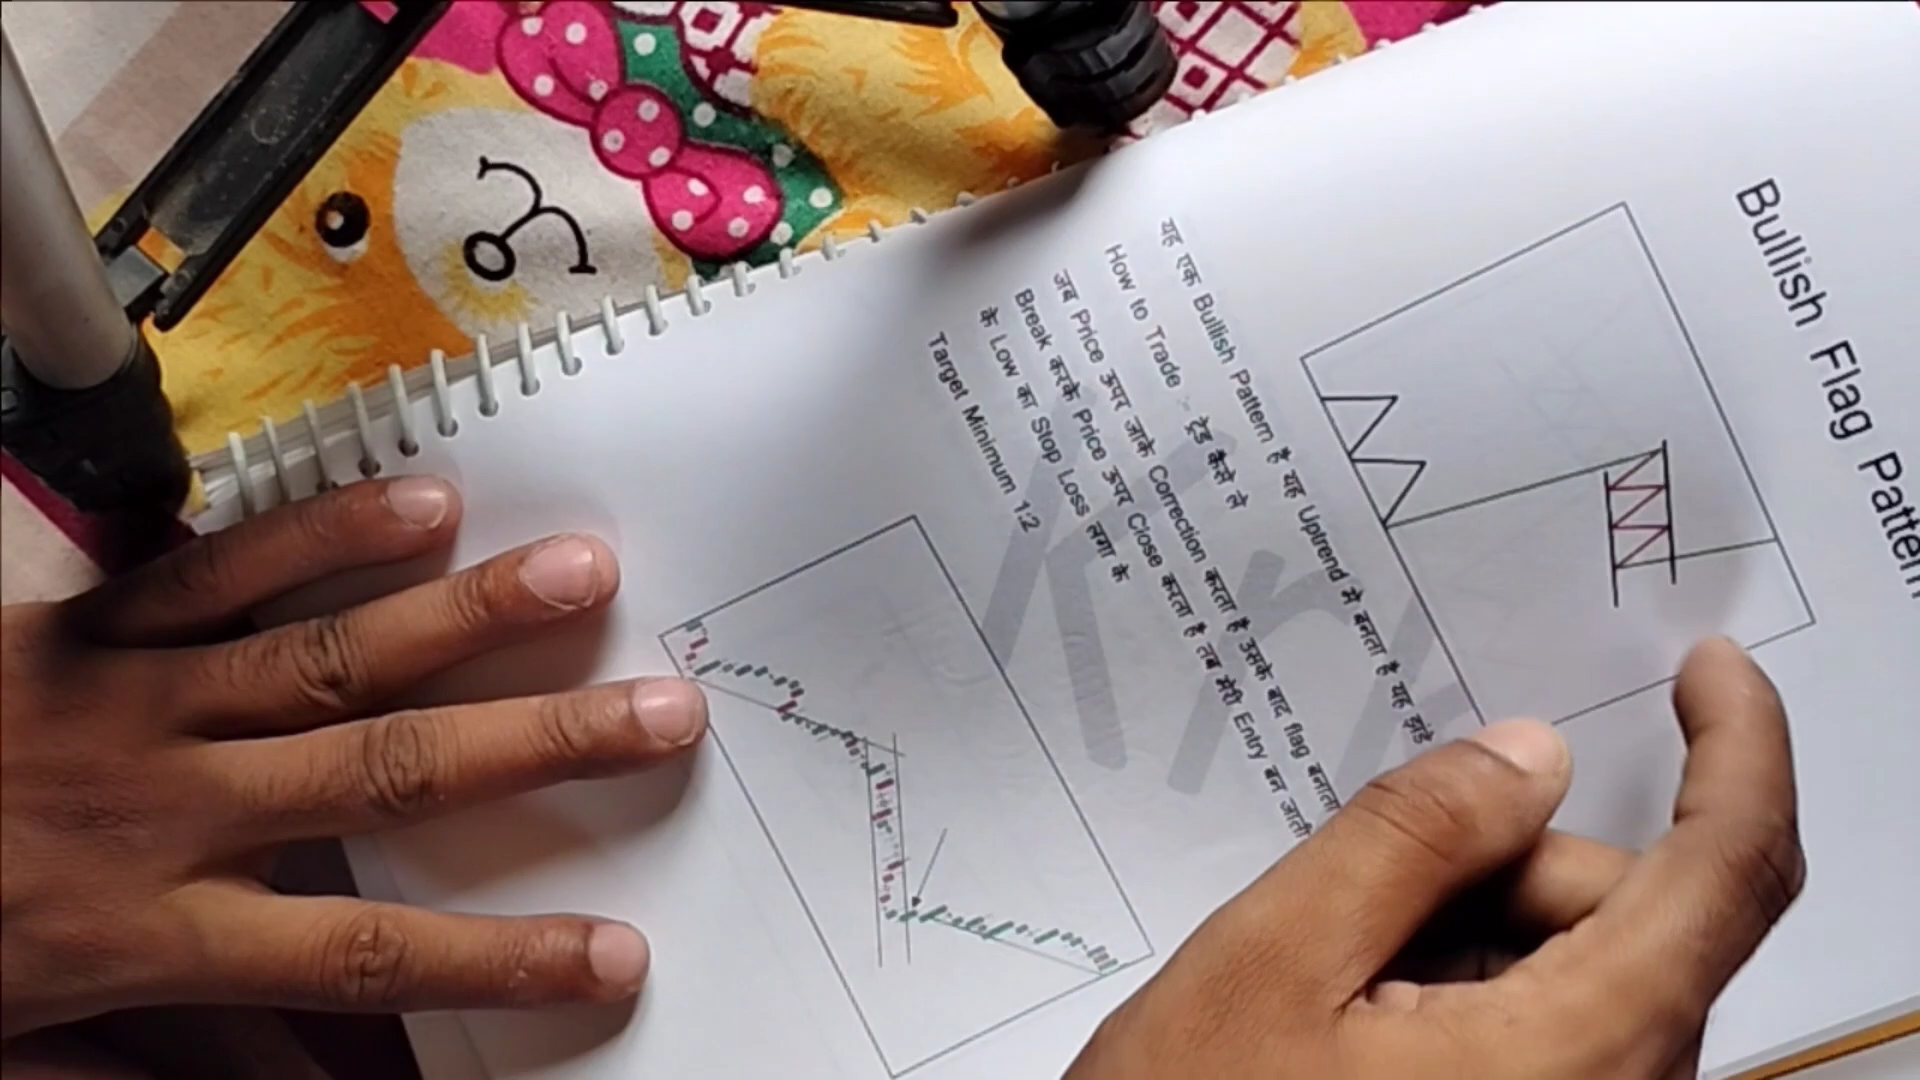 Bullish Flag Pattern
यह एक Bullish Pattern है यह Uptrend मे बनता है यह झंडे
How to Trade :- ट्रेड कैसे ले
जब Price ऊपर जाके Correction करता है उसके बाद flag बनाता
Break करके Price ऊपर Close करता है तब मेरी Entry बन जाती
के Low का Stop Loss लगा के
Target Minimum 1:2